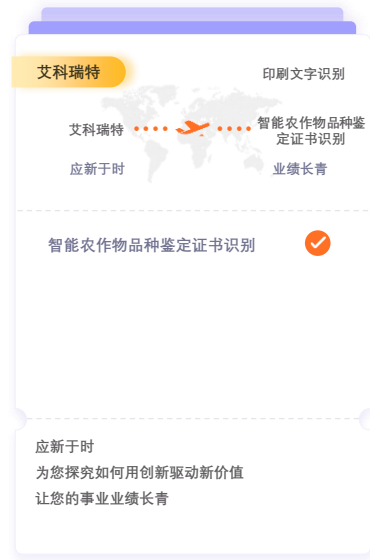 艾科瑞特
印刷文字识别
艾科瑞特
智能农作物品种鉴
定证书识别
应新于时
业绩长青
智能农作物品种鉴定证书识别
应新于时
为您探究如何用创新驱动新价值
让您的事业业绩长青